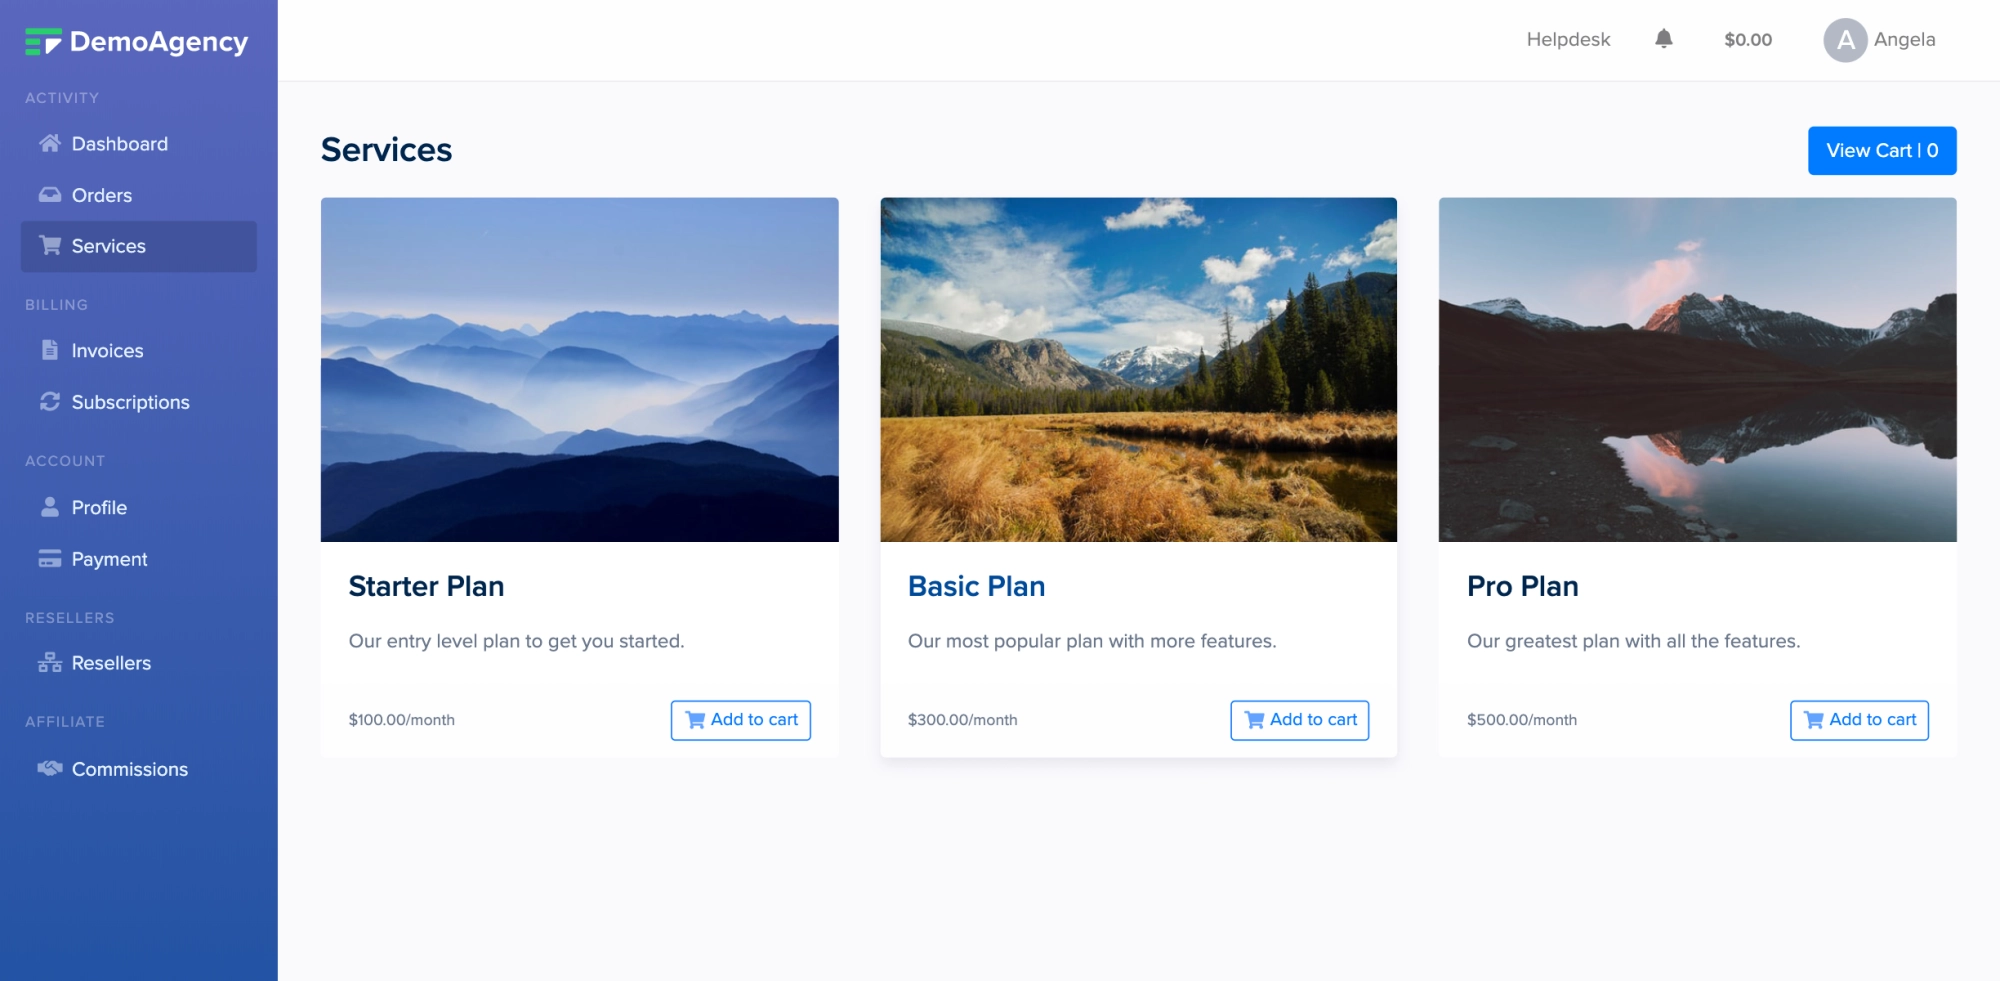 DemoAgency
ACTIVITY
Dashboard
Orders
Services
BILLING
Invoices
Subscriptions
ACCOUNT
Profile
Payment
RESELLERS
Resellers
AFFILIATE
Commissions
Helpdesk $0.00 A Angela
Services View Cart | 0
Starter Plan
Our entry level plan to get you started.
$100.00/month Add to cart
Basic Plan
Our most popular plan with more features.
$300.00/month Add to cart
Pro Plan
Our greatest plan with all the features.
$500.00/month Add to cart